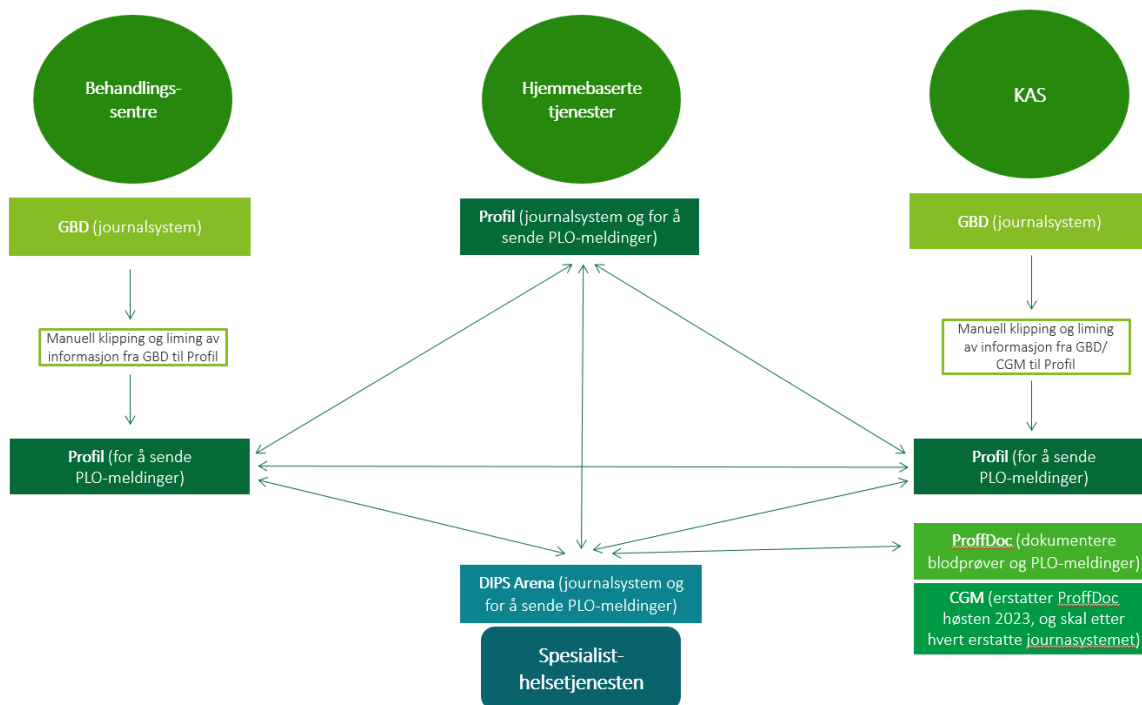 Behandlings-
sentre
Hjemmebaserte
tjenester
KAS
GBD (journalsystem)
Profil (journalsystem og for å
sende PLO-meldinger)
GBD (journalsystem)
Manuell klipping og liming av
informasjon fra GBD til Profil
Manuell klipping og liming
av informasjon fra GBD/
CGM til Profil
Profil (for å sende
PLO-meldinger)
Profil (for å sende
PLO-meldinger)
DIPS Arena (journalsystem og
for å sende PLO-meldinger)
Spesialist-
helsetjenesten
ProffDoc (dokumentere
blodprøver og PLO-meldinger)
CGM (erstatter ProffDoc
høsten 2023, og skal etter
hvert erstatte journasystemet)